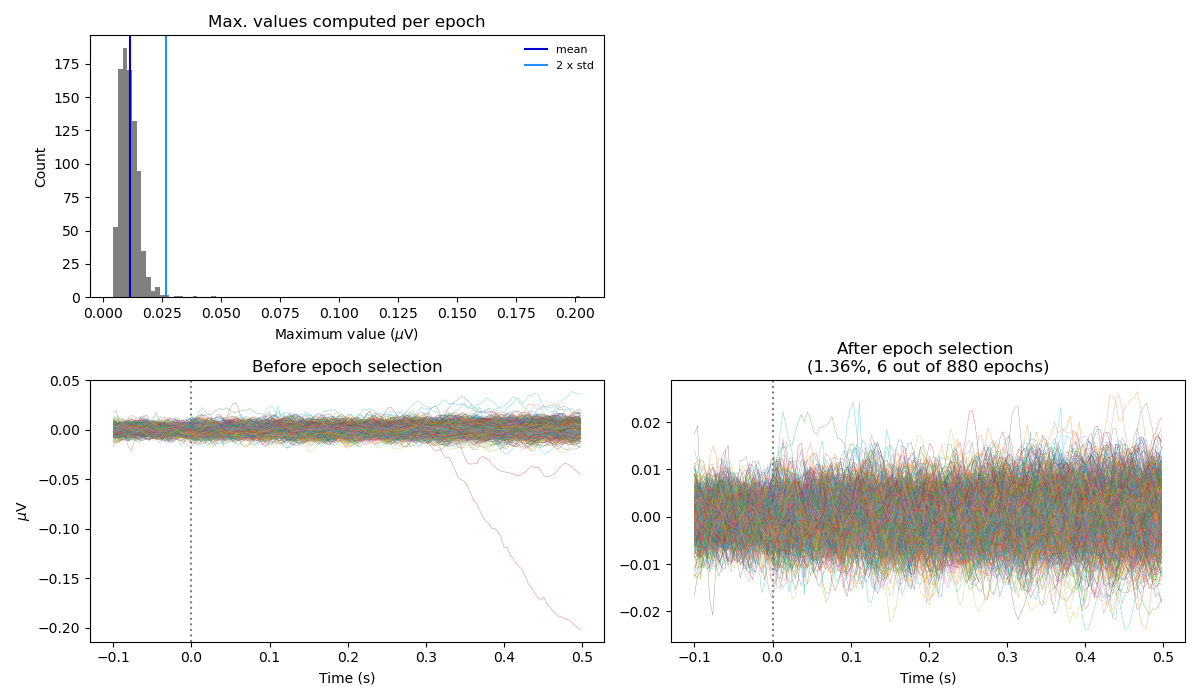 Max. values computed per epoch
175
150
125
100
75
50
25
0
Count
mean
2 x std
0.000 0.025 0.050 0.075 0.100 0.125 0.150 0.175 0.200
Maximum value (μV)
Before epoch selection
0.05
0.00
−0.05
−0.10
−0.15
−0.20
μV
−0.1 0.0 0.1 0.2 0.3 0.4 0.5
Time (s)
After epoch selection
(1.36%, 6 out of 880 epochs)
0.02
0.01
0.00
−0.01
−0.02
−0.1 0.0 0.1 0.2 0.3 0.4 0.5
Time (s)